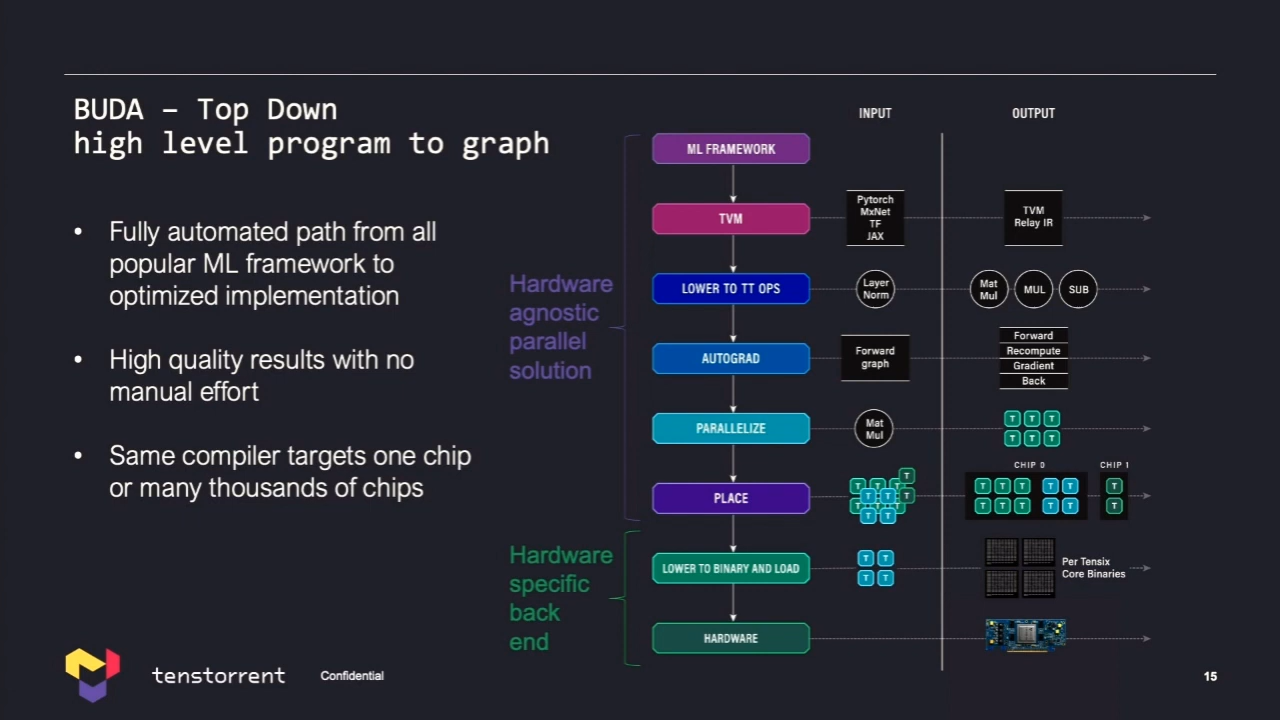 BUDA – Top Down
high level program to graph
• Fully automated path from all
popular ML framework to
optimized implementation
• High quality results with no
manual effort
• Same compiler targets one chip
or many thousands of chips
Hardware
agnostic
parallel
solution
Hardware
specific
back
end
INPUT
OUTPUT
ML FRAMEWORK
TVM
Pytorch
MxNet
TF
JAX
TVM
Relay IR
LOWER TO TT OPS
Layer
Norm
Mat
Mul
MUL
SUB
AUTOGRAD
Forward
graph
Forward
Recompute
Gradient
Back
PARALLELIZE
Mat
Mul
T T T
T T T
PLACE
T
T T T
T T T
T T T T
T T
CHIP 0
T T T T T
T T T T T
CHIP 1
T
T
LOWER TO BINARY AND LOAD
T T
T T
Per Tensix
Core Binaries
HARDWARE
tenstorrent
Confidential
15